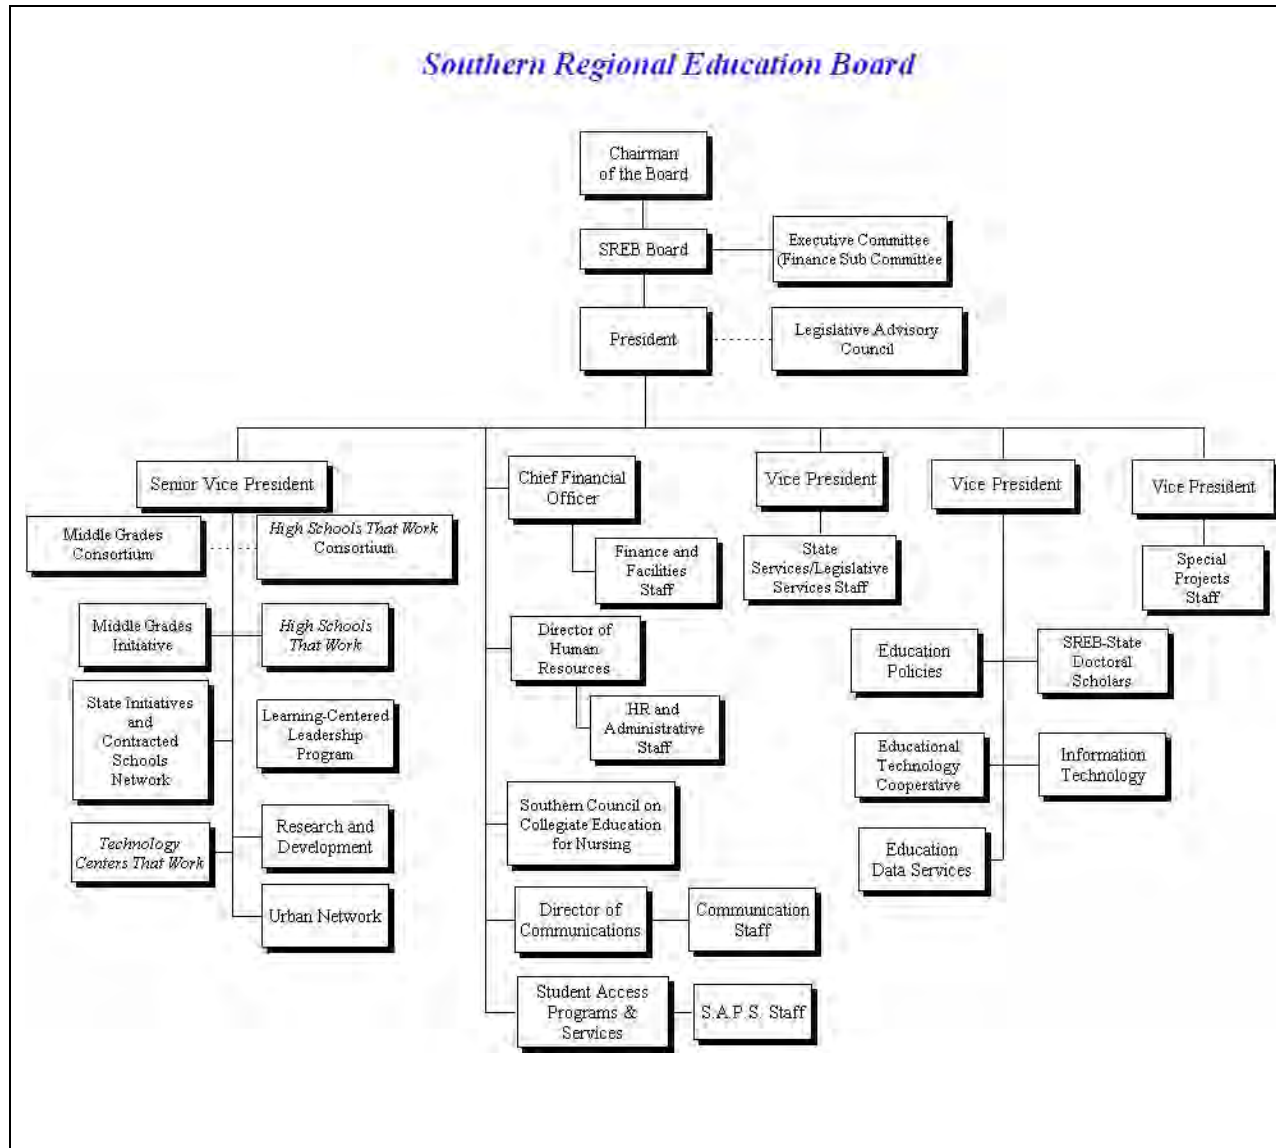 Southern Regional Education Board
Chairman
of the Board
SREB Board
Executive Committee
(Finance Sub Committee
President
Legislative Advisory
Council
Senior Vice President
Middle Grades
Consortium
High Schools That Work
Consortium
Middle Grades
Initiative
High Schools
That Work
State Initiatives
and
Contracted
Schools
Network
Learning-Centered
Leadership
Program
Technology
Centers That Work
Research and
Development
Urban Network
Chief Financial
Officer
Finance and
Facilities
Staff
Director of
Human
Resources
HR and
Administrative
Staff
Southern Council on
Collegiate Education
for Nursing
Director of
Communications
Communication
Staff
Student Access
Programs &
Services
S.A.P.S. Staff
Vice President
State
Services/Legislative
Services Staff
Vice President
Education
Policies
SREB-State
Doctoral
Scholars
Educational
Technology
Cooperative
Information
Technology
Education
Data Services
Vice President
Special
Projects
Staff